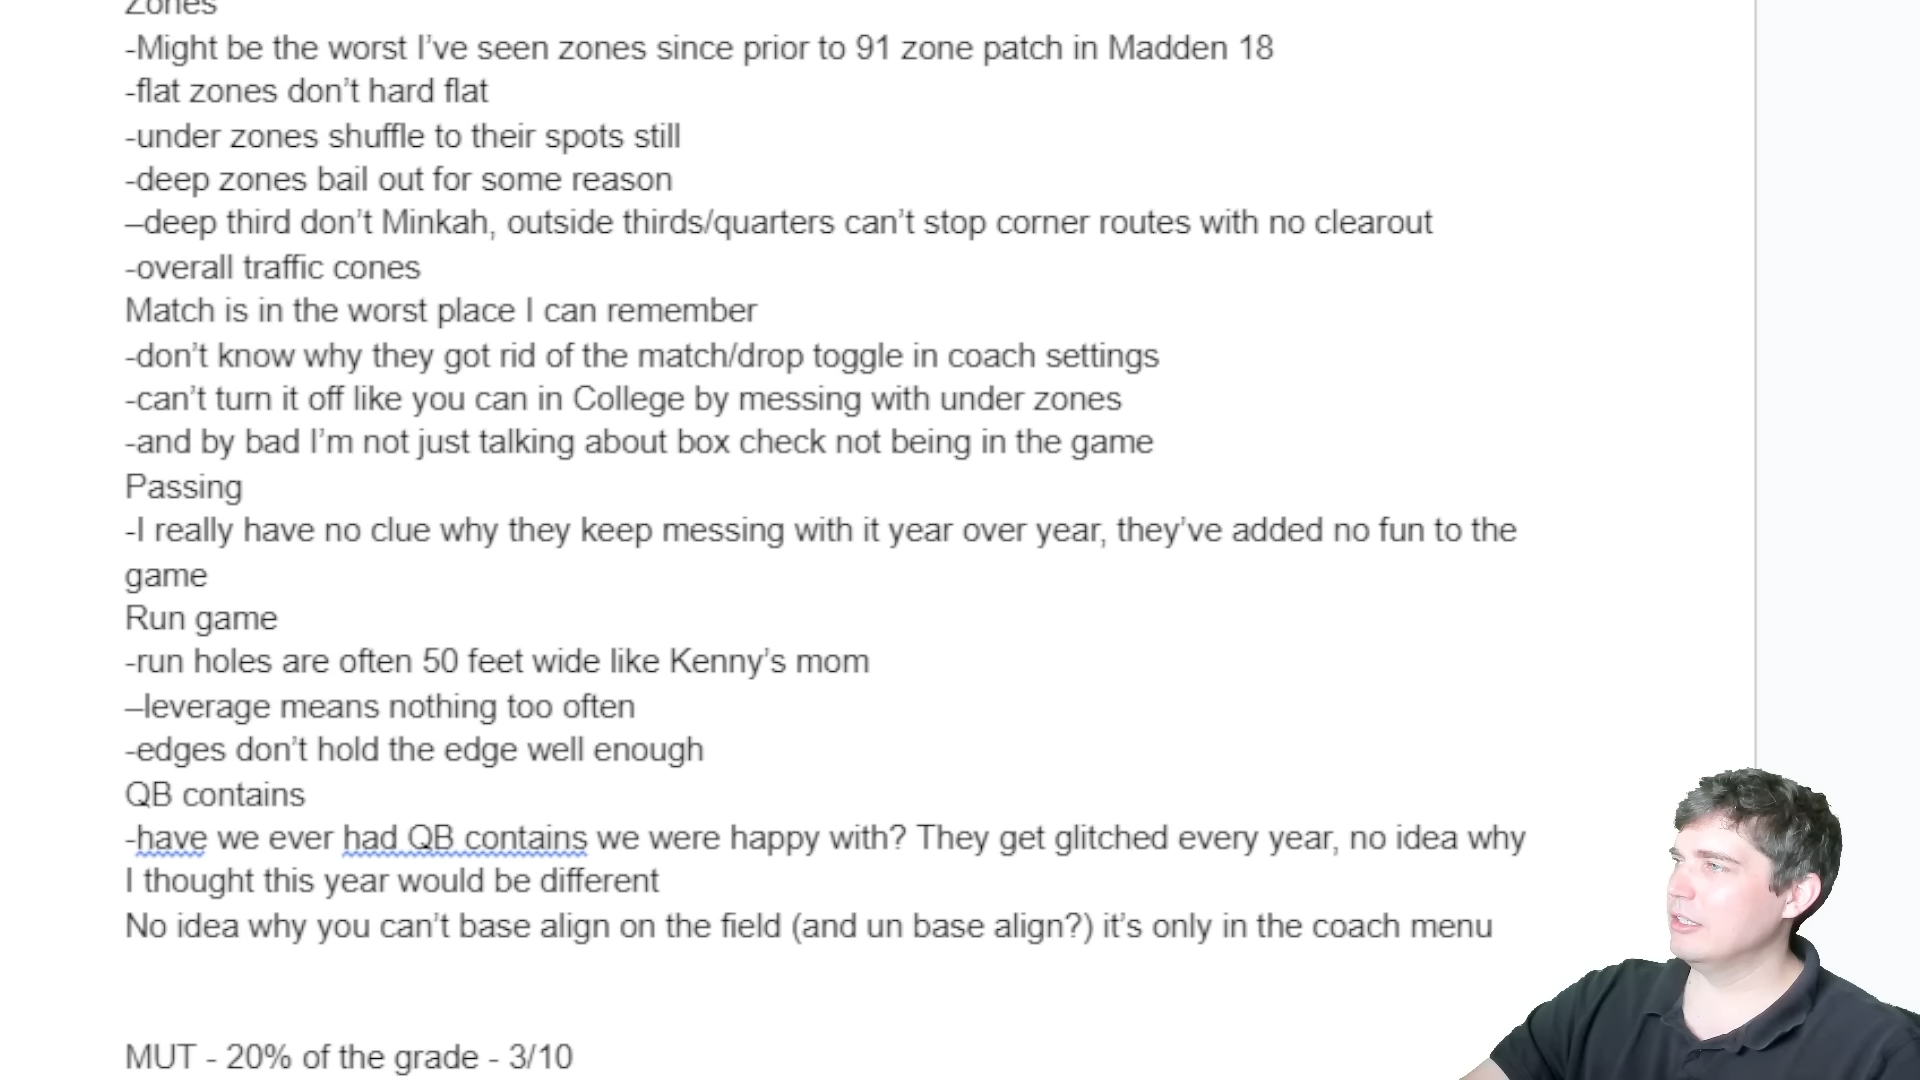 Zones
-Might be the worst I've seen zones since prior to 91 zone patch in Madden 18
-flat zones don't hard flat
-under zones shuffle to their spots still
-deep zones bail out for some reason
–deep third don't Minkah, outside thirds/quarters can't stop corner routes with no clearout
-overall traffic cones
Match is in the worst place I can remember
-don't know why they got rid of the match/drop toggle in coach settings
-can't turn it off like you can in College by messing with under zones
-and by bad I'm not just talking about box check not being in the game
Passing
-I really have no clue why they keep messing with it year over year, they've added no fun to the
game
Run game
-run holes are often 50 feet wide like Kenny's mom
–leverage means nothing too often
-edges don't hold the edge well enough
QB contains
-have we ever had QB contains we were happy with? They get glitched every year, no idea why
I thought this year would be different
No idea why you can't base align on the field (and un base align?) it's only in the coach menu
MUT - 20% of the grade - 3/10